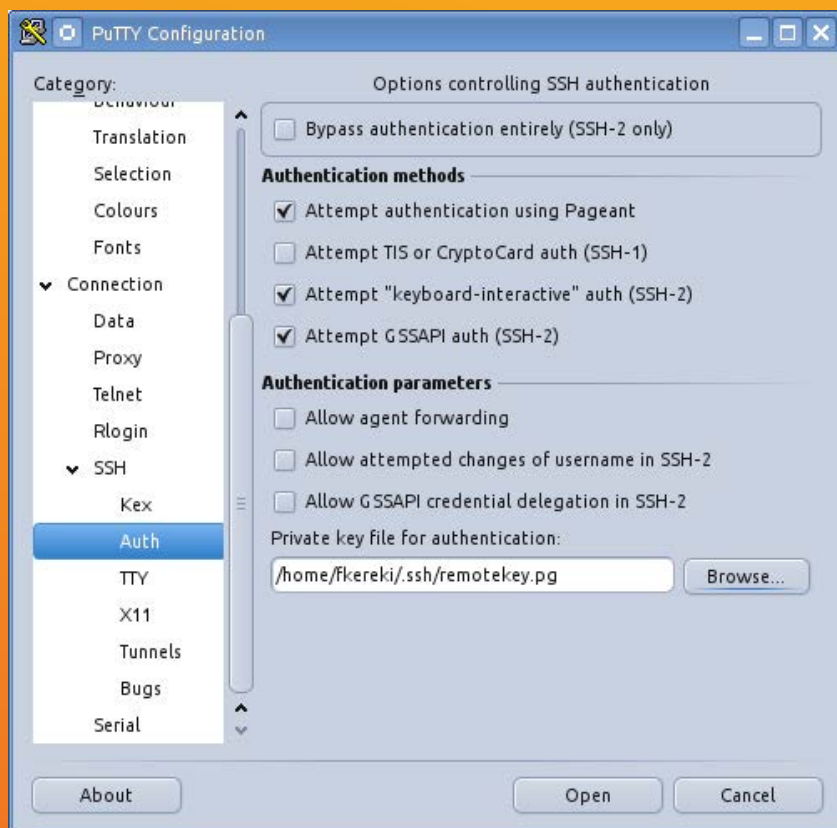 PuTTY Configuration
Category:
Behaviour
Translation
Selection
Colours
Fonts
Connection
Data
Proxy
Telnet
Rlogin
SSH
Kex
Auth
TTY
X11
Tunnels
Bugs
Serial
Options controlling SSH authentication
Bypass authentication entirely (SSH-2 only)
Authentication methods
Attempt authentication using Pageant
Attempt TIS or CryptoCard auth (SSH-1)
Attempt "keyboard-interactive" auth (SSH-2)
Attempt GSSAPI auth (SSH-2)
Authentication parameters
Allow agent forwarding
Allow attempted changes of username in SSH-2
Allow GSSAPI credential delegation in SSH-2
Private key file for authentication:
/home/fkereki/.ssh/remotekey.pg
Browse...
About
Open
Cancel